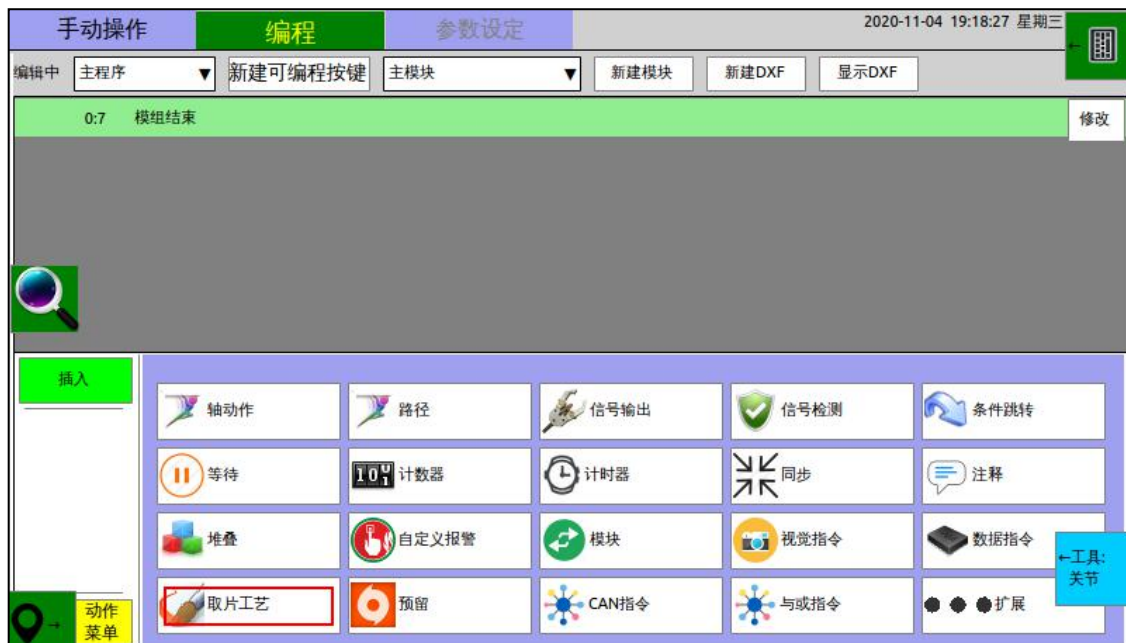 手动操作 编程 参数设定 2020-11-04 19:18:27 星期三
←
编辑中 主程序 ▼ 新建可编程按键 主模块 ▼ 新建模块 新建DXF 显示DXF
0:7 模组结束 修改
插入
轴动作 路径 信号输出 信号检测 条件跳转
等待 计数器 计时器 同步 注释
堆叠 自定义报警 模块 视觉指令 数据指令
←工具:
关节
取片工艺 预留 CAN指令 与或指令 扩展
→ 动作
菜单